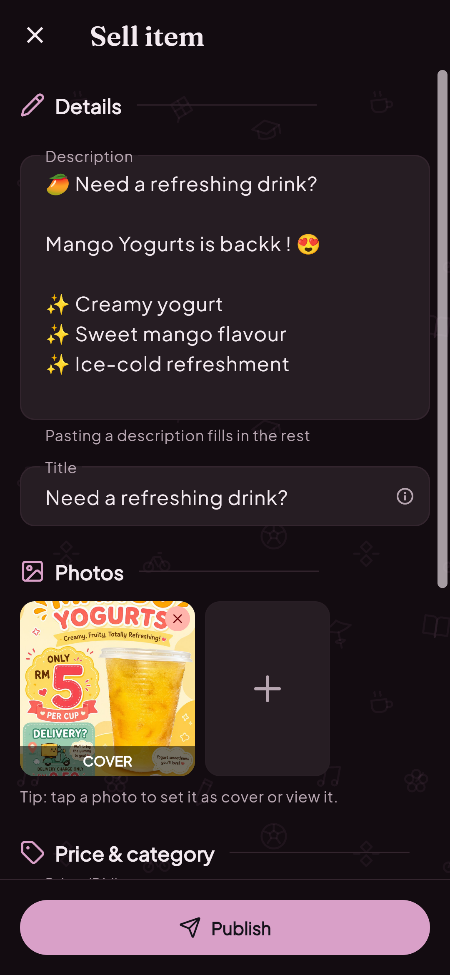 Sell item
Details
Description
🥭 Need a refreshing drink?
Mango Yogurts is backk ! 😍
✨ Creamy yogurt
✨ Sweet mango flavour
✨ Ice-cold refreshment
Pasting a description fills in the rest
Title
Need a refreshing drink?
Photos
YOGURTS
Creamy, Fruity, Totally Refreshing!
ONLY
RM 5
PER CUP
DELIVERY?
COVER
Tip: tap a photo to set it as cover or view it.
Price & category
Publish